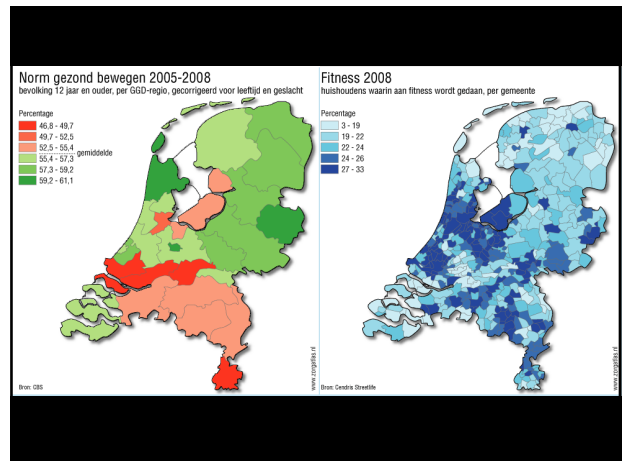 Norm gezond bewegen 2005-2008
bevolking 12 jaar en ouder, per GGD-regio, gecorrigeerd voor leeftijd en geslacht
Percentage
46,8 - 49,7
49,7 - 52,5
52,5 - 55,4
gemiddelde
55,4 - 57,3
57,3 - 59,2
59,2 - 61,1
Bron: CBS
www.zorgatlas.nl
Fitness 2008
huishoudens waarin aan fitness wordt gedaan, per gemeente
Percentage
3 - 19
19 - 22
22 - 24
24 - 26
27 - 33
Bron: Cendris Streetlife
www.zorgatlas.nl